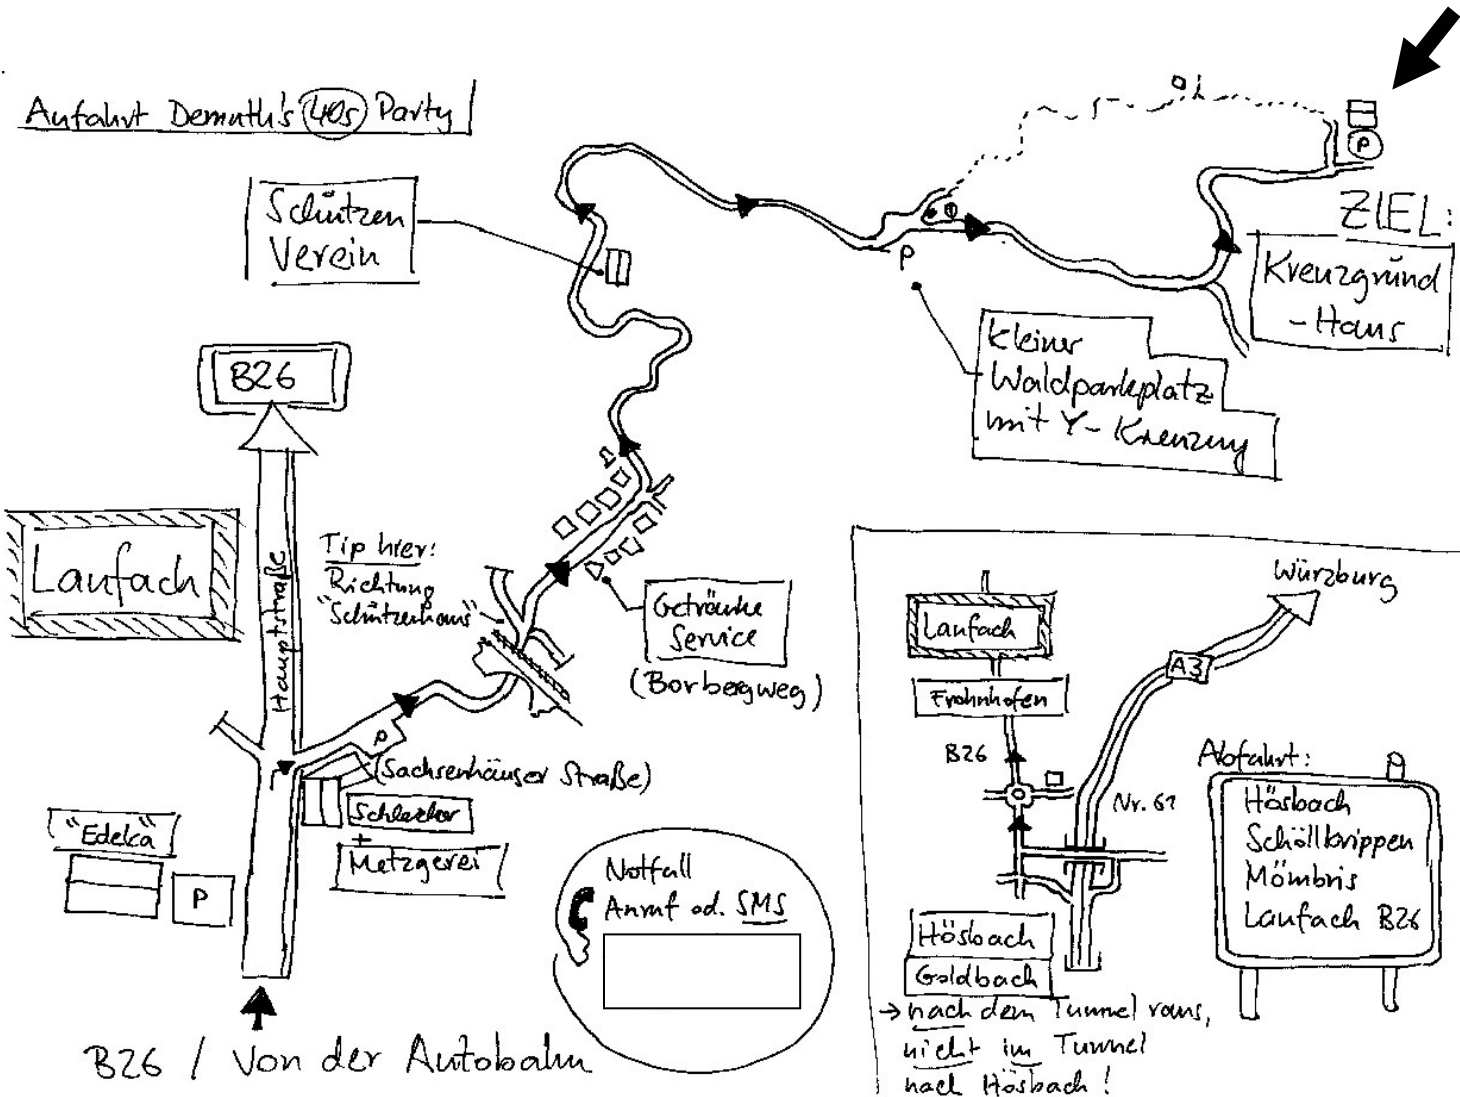 Anfahrt Demuth's 40s Party
Schützen
Verein
P
ZIEL:
Kreuzgrund
-Haus
P
Kleiner
Waldparkplatz
mit Y-Kreuzung
B26
Laufach
Hauptstraße
Tip hier:
Richtung
"Schützenhaus"
Getränke
Service
(Borbergweg)
P
(Sachsenhäuser Straße)
Schlecker
+
Metzgerei
"Edeka"
P
B26 / Von der Autobahn
Notfall
Anruf od. SMS
Würzburg
Laufach
A3
Frohnhofen
B26
Nr. 61
Abfahrt:
Hösbach
Schöllkrippen
Mömbris
Laufach B26
Hösbach
Goldbach
→ nach dem Tunnel raus,
nicht im Tunnel
nach Hösbach!